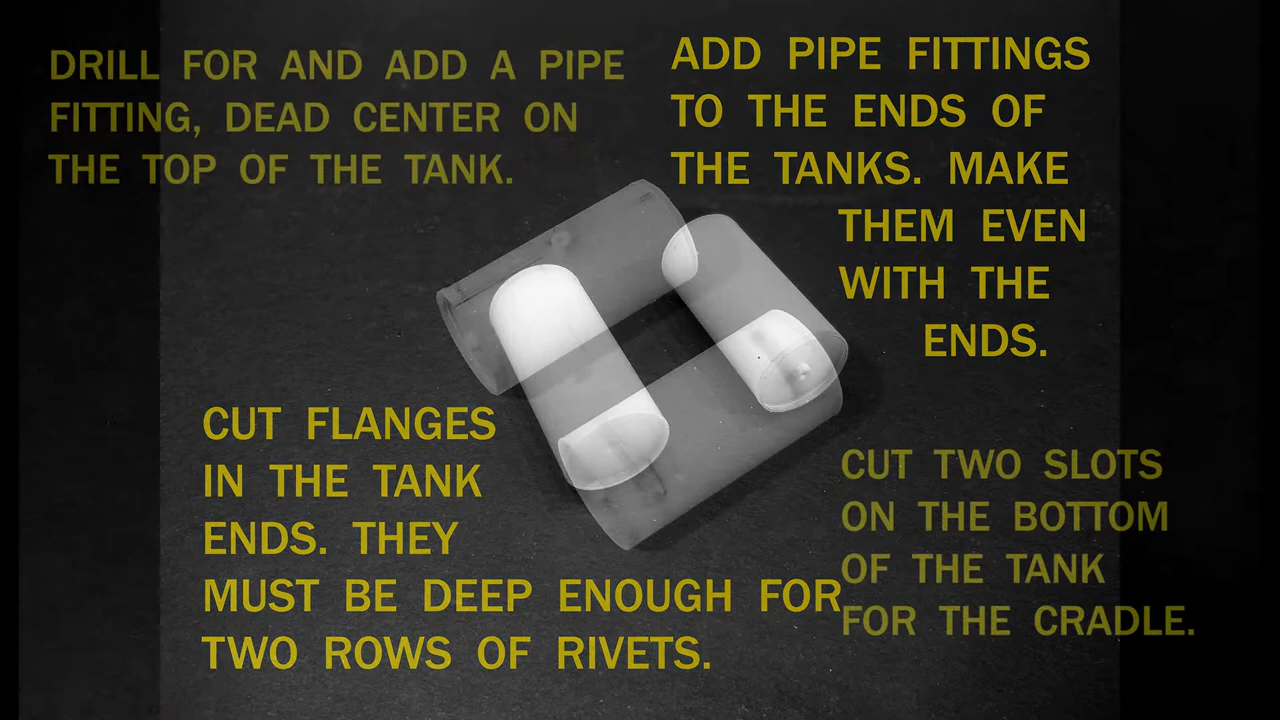 DRILL FOR AND ADD A PIPE
FITTING, DEAD CENTER ON
THE TOP OF THE TANK.
ADD PIPE FITTINGS
TO THE ENDS OF
THE TANKS. MAKE
THEM EVEN
WITH THE
ENDS.
CUT FLANGES
IN THE TANK
ENDS. THEY
MUST BE DEEP ENOUGH FOR
TWO ROWS OF RIVETS.
CUT TWO SLOTS
ON THE BOTTOM
OF THE TANK
FOR THE CRADLE.